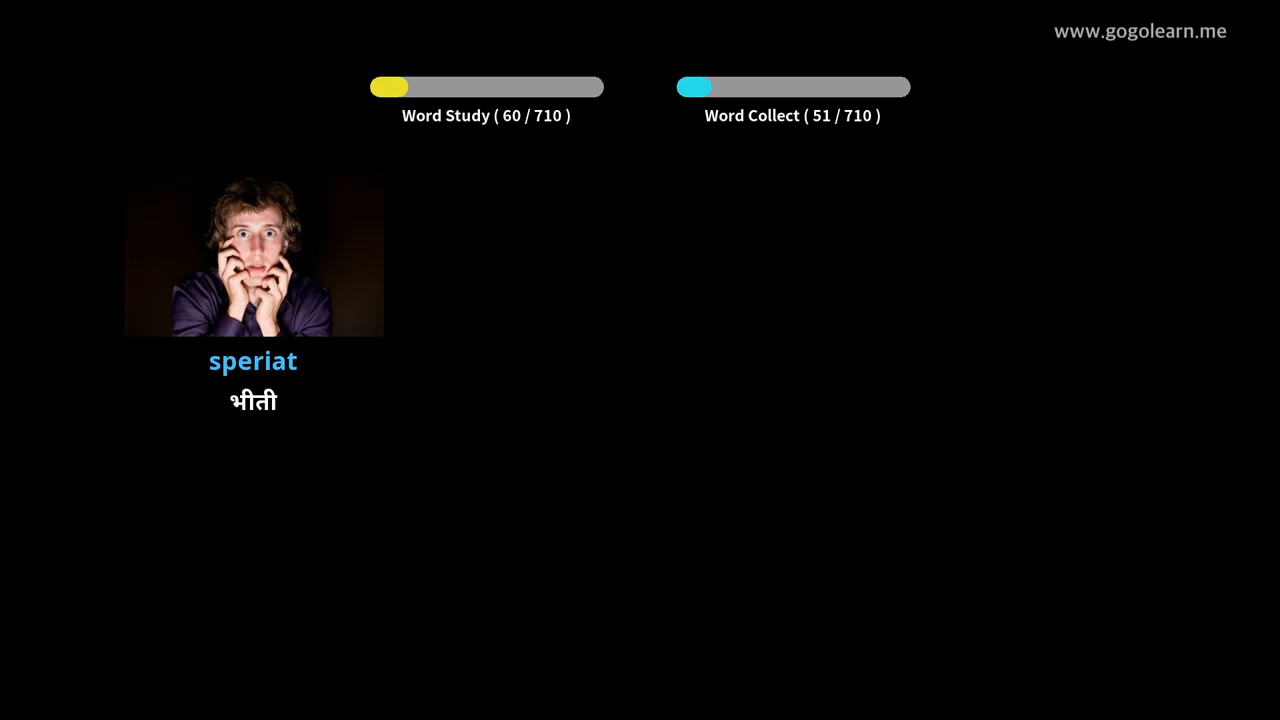 www.gogolearn.me
Word Study ( 60 / 710 )
Word Collect ( 51 / 710 )
speriat
भीती